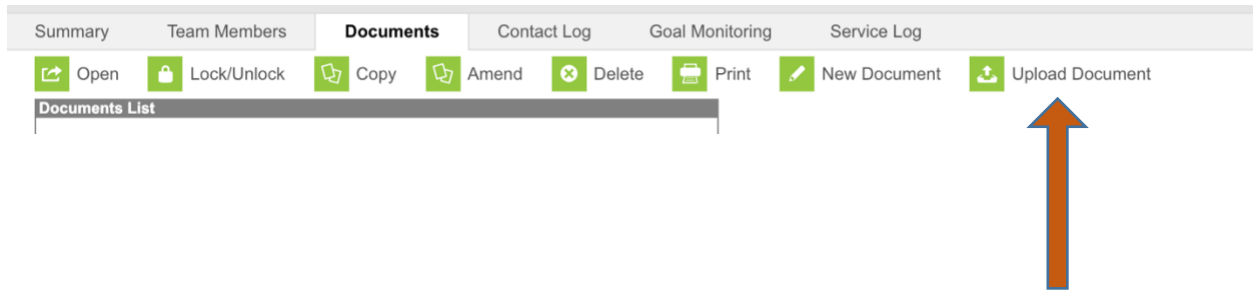 Summary Team Members Documents Contact Log Goal Monitoring Service Log
Open Lock/Unlock Copy Amend Delete Print New Document Upload Document
Documents List